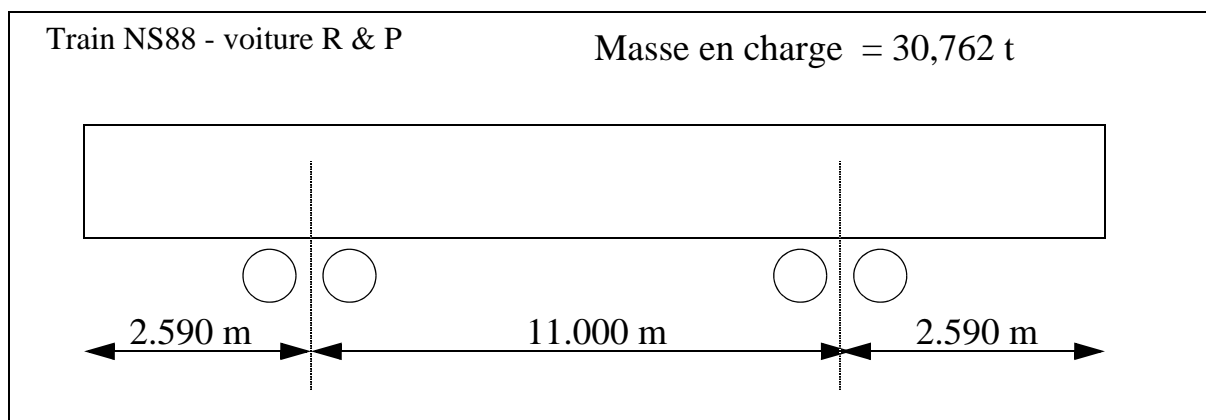 Train NS88 - voiture R & P
Masse en charge = 30,762 t
2.590 m
11.000 m
2.590 m